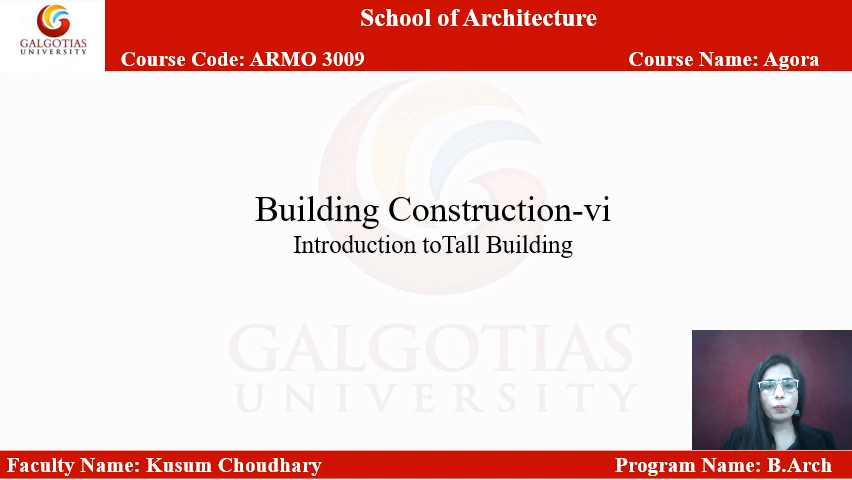 School of Architecture
GALGOTIAS
UNIVERSITY
Course Code: ARMO 3009
Course Name: Agora
Building Construction-vi
Introduction toTall Building
GALGOTIAS
UNIVERSITY
Faculty Name: Kusum Choudhary
Program Name: B.Arch